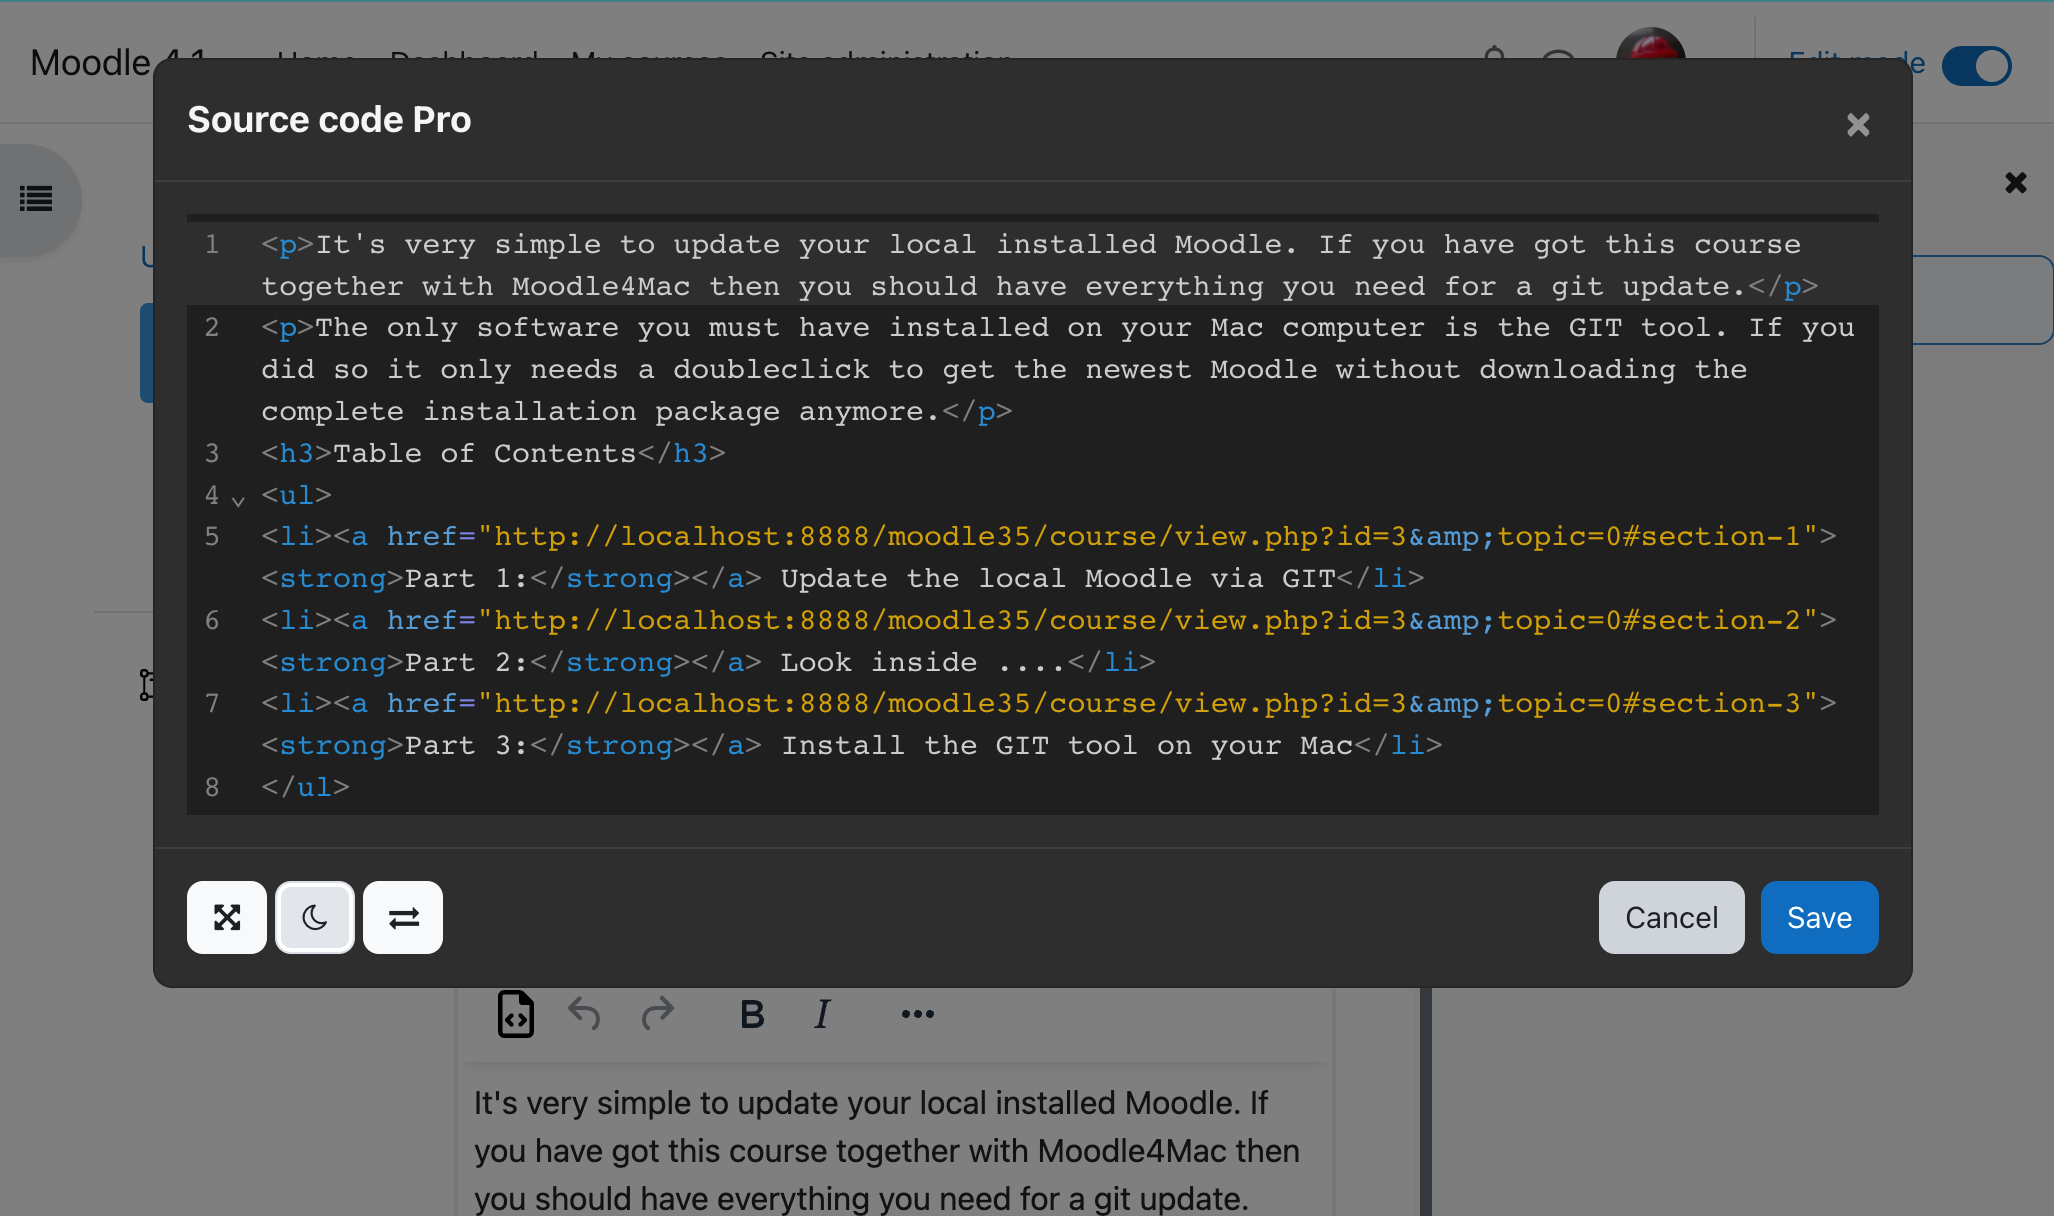 Moodle 4.1 Home Dashboard My courses Site administration Edit mode
Source code Pro
1 <p>It's very simple to update your local installed Moodle. If you have got this course
together with Moodle4Mac then you should have everything you need for a git update.</p>
2 <p>The only software you must have installed on your Mac computer is the GIT tool. If you
did so it only needs a doubleclick to get the newest Moodle without downloading the
complete installation package anymore.</p>
3 <h3>Table of Contents</h3>
4 <ul>
5 <li><a href="http://localhost:8888/moodle35/course/view.php?id=3&amp;topic=0#section-1">
<strong>Part 1:</strong></a> Update the local Moodle via GIT</li>
6 <li><a href="http://localhost:8888/moodle35/course/view.php?id=3&amp;topic=0#section-2">
<strong>Part 2:</strong></a> Look inside ....</li>
7 <li><a href="http://localhost:8888/moodle35/course/view.php?id=3&amp;topic=0#section-3">
<strong>Part 3:</strong></a> Install the GIT tool on your Mac</li>
8 </ul>
Cancel Save
B I
It's very simple to update your local installed Moodle. If
you have got this course together with Moodle4Mac then
you should have everything you need for a git update.